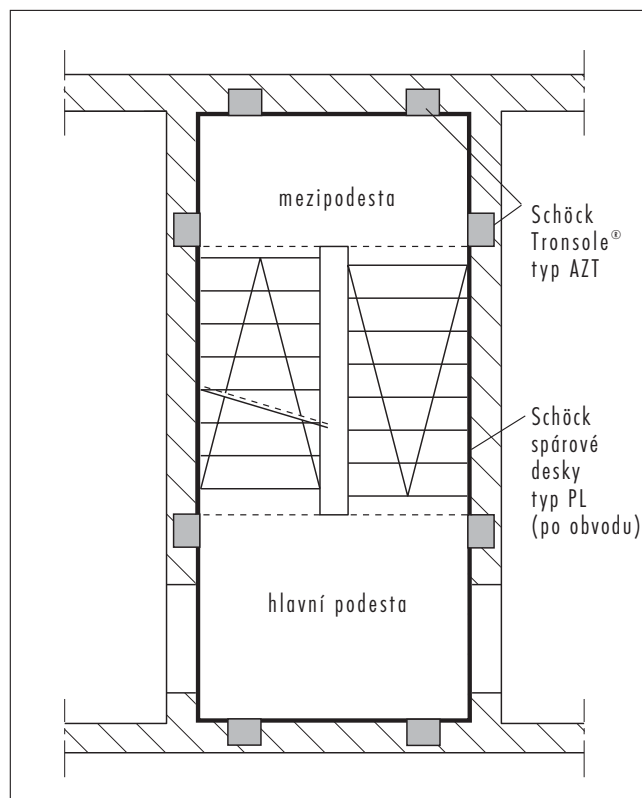 mezipodesta
Schöck
Tronsole®
typ AZT
Schöck
spárové
desky
typ PL
(po obvodu)
hlavní podesta